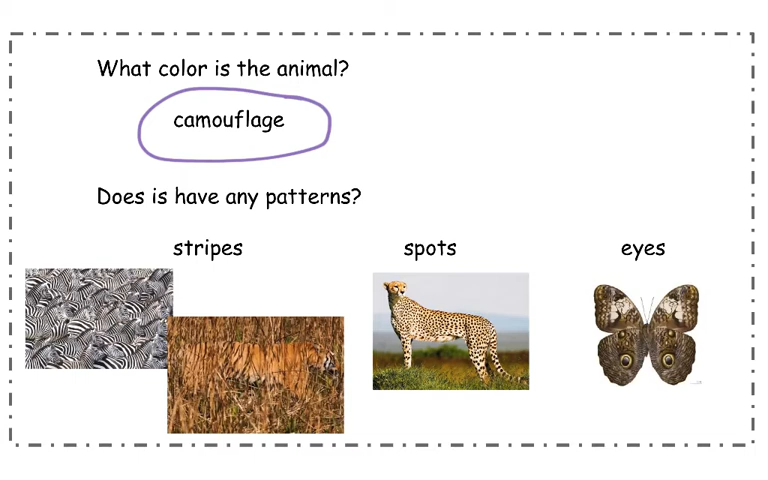 What color is the animal?
camouflage
Does is have any patterns?
stripes spots eyes